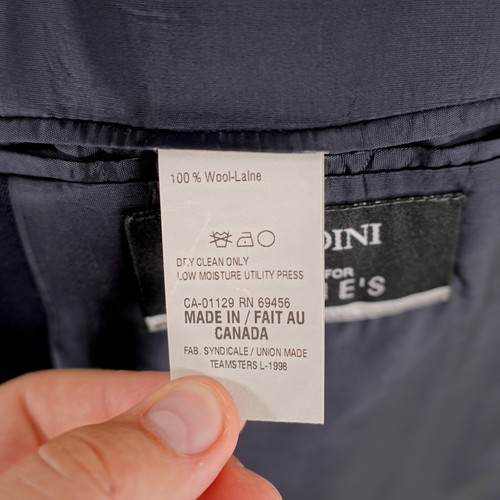 100 % Wool-Laine
DRY CLEAN ONLY
LOW MOISTURE UTILITY PRESS
CA-01129 RN 69456
MADE IN / FAIT AU
CANADA
FAB. SYNDICALE / UNION MADE
TEAMSTERS L-1998
DINI
FOR
E'S